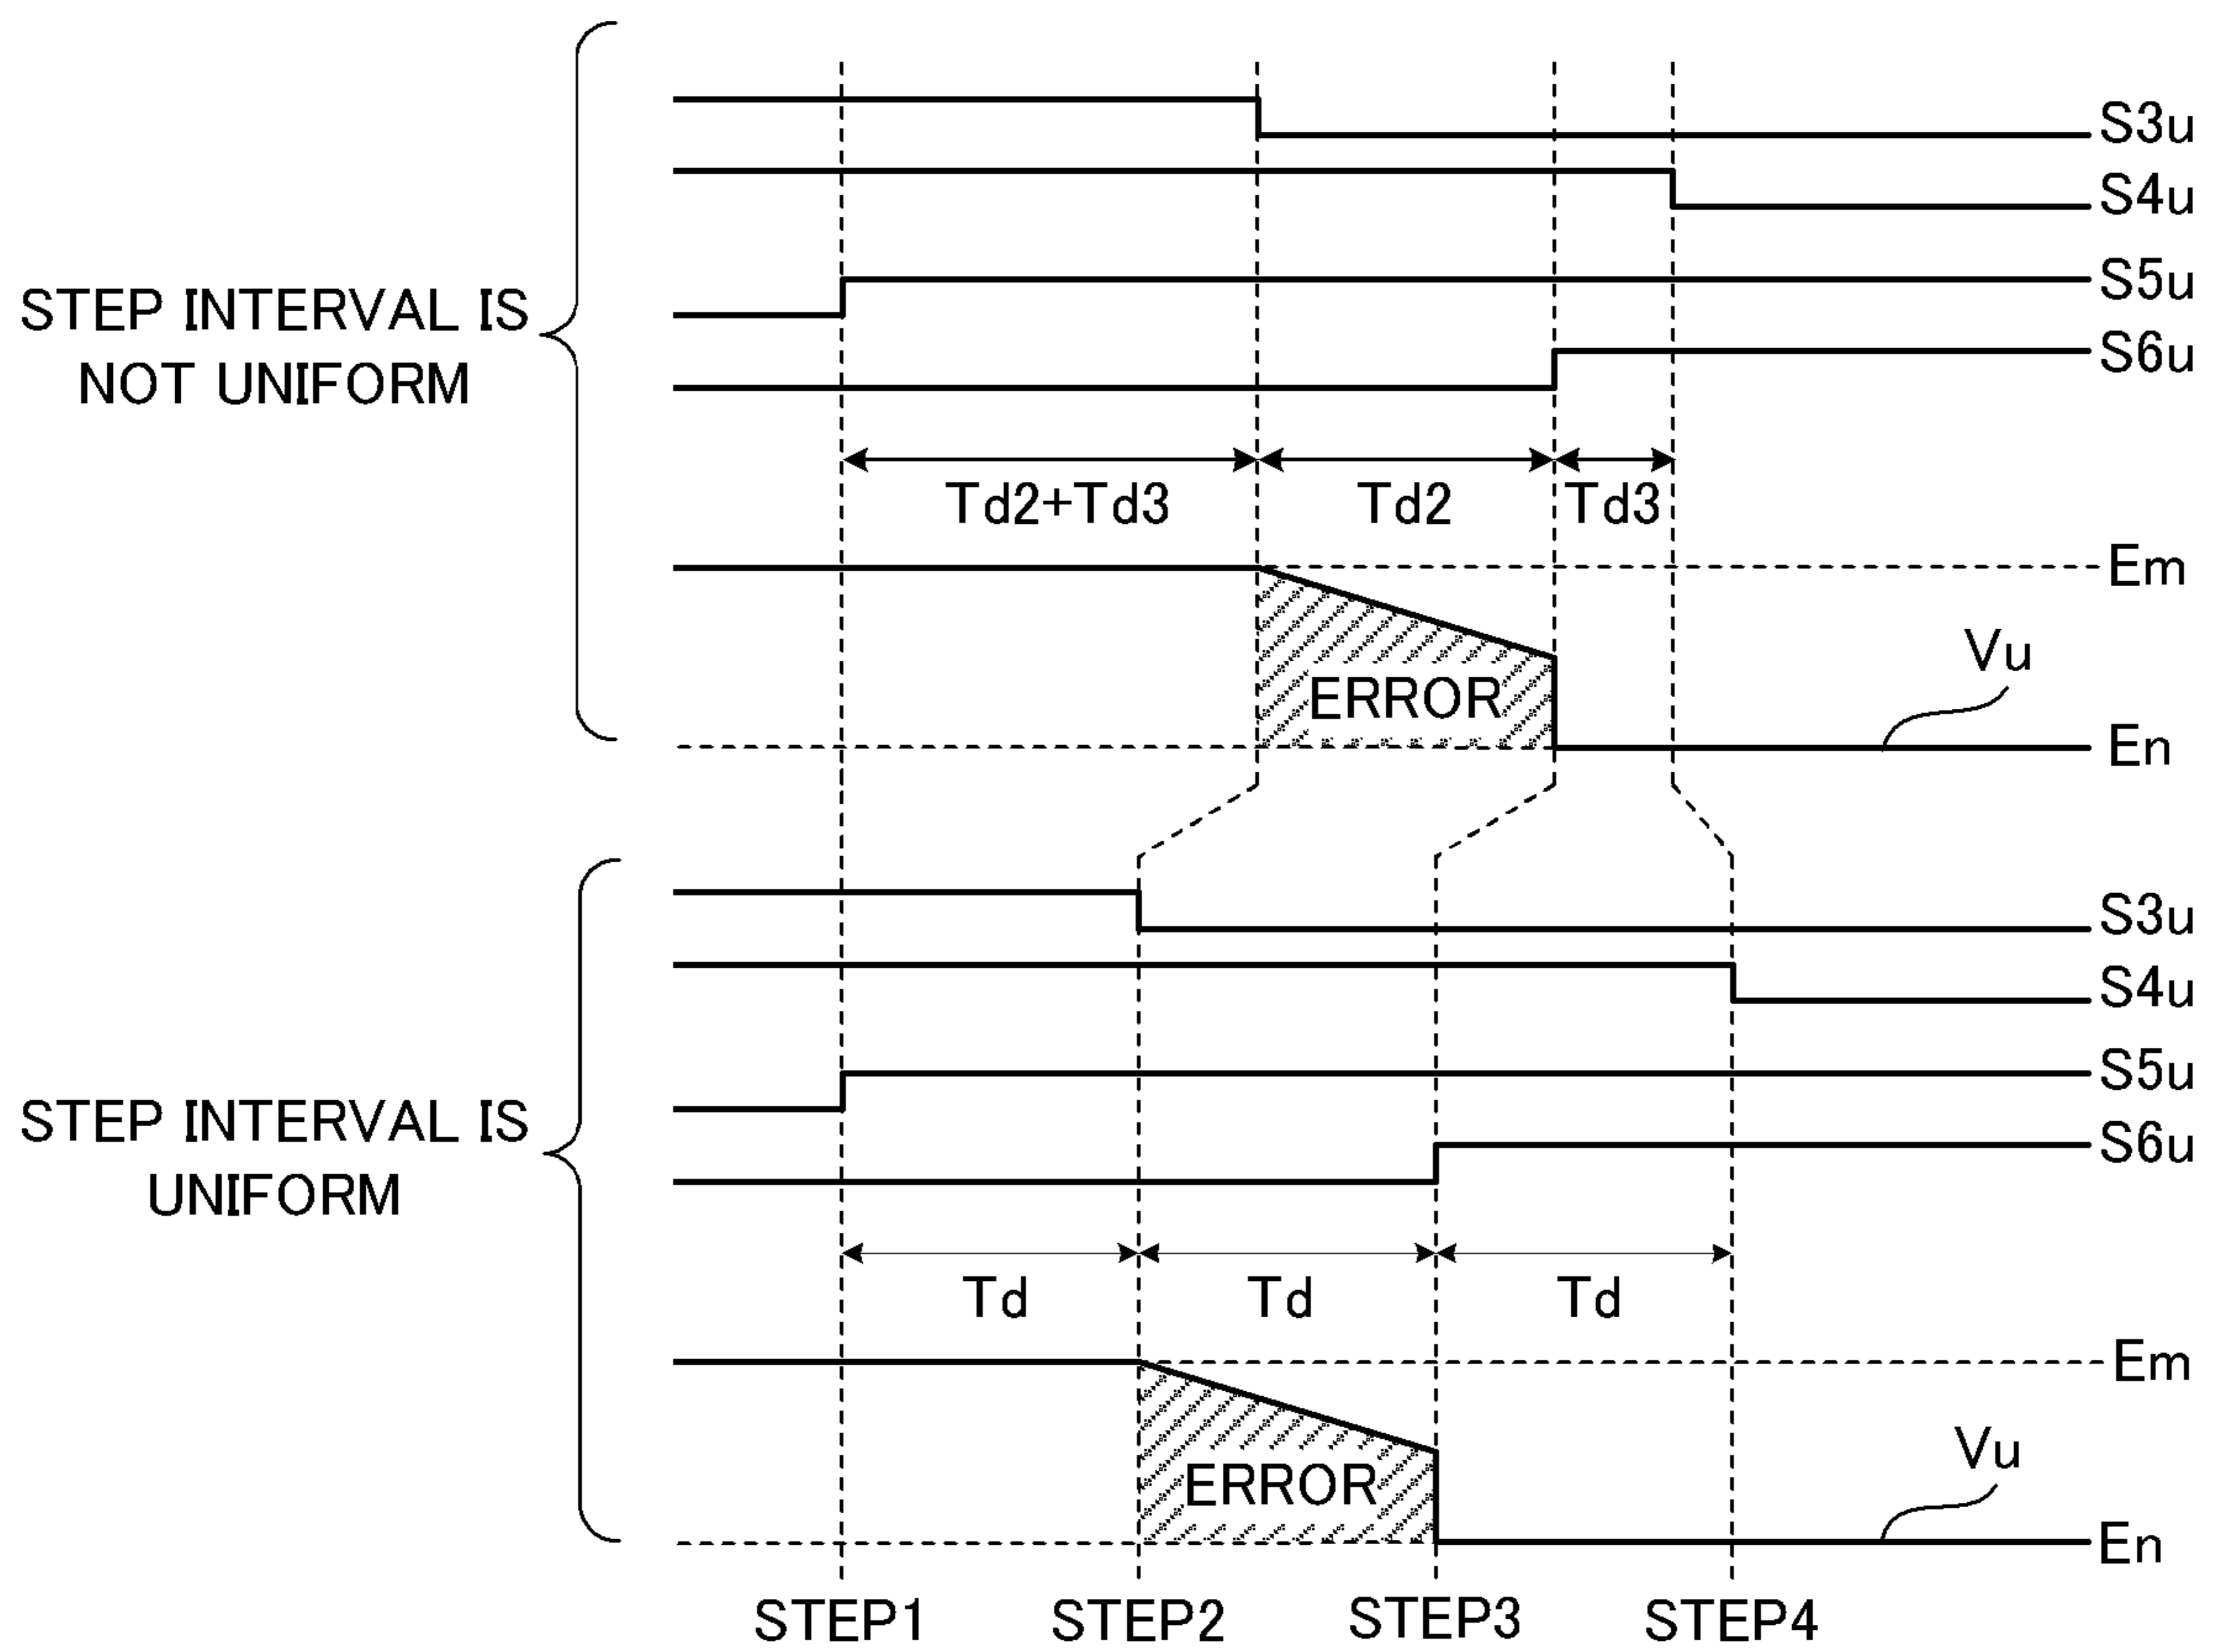 S3u
S4u
S5u
S6u
STEP INTERVAL IS
NOT UNIFORM
Td2+Td3 Td2 Td3
Em
Vu
ERROR
En
S3u
S4u
S5u
S6u
STEP INTERVAL IS
UNIFORM
Td Td Td
Em
Vu
ERROR
En
STEP1 STEP2 STEP3 STEP4